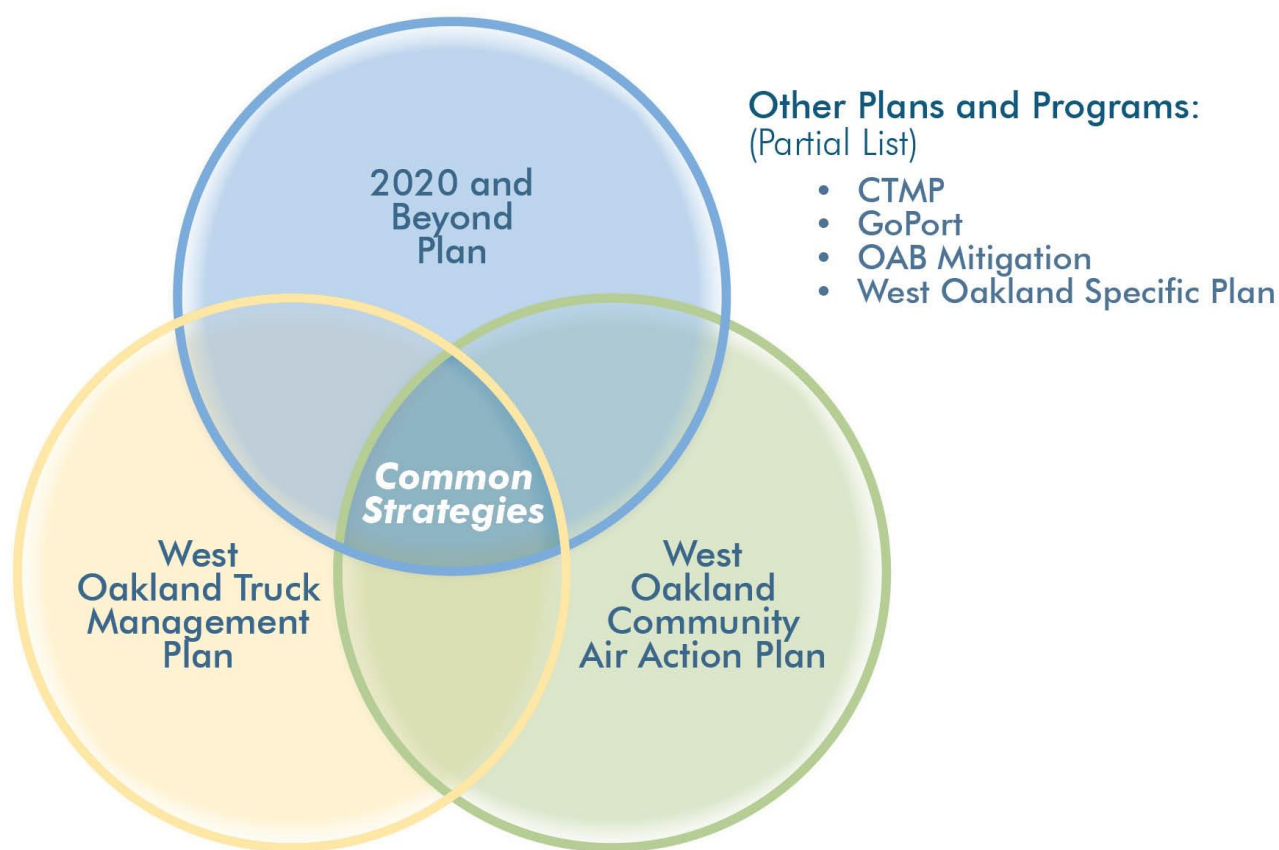 2020 and
Beyond
Plan
Other Plans and Programs:
(Partial List)
• CTMP
• GoPort
• OAB Mitigation
• West Oakland Specific Plan
Common
Strategies
West
Oakland Truck
Management
Plan
West
Oakland
Community
Air Action Plan